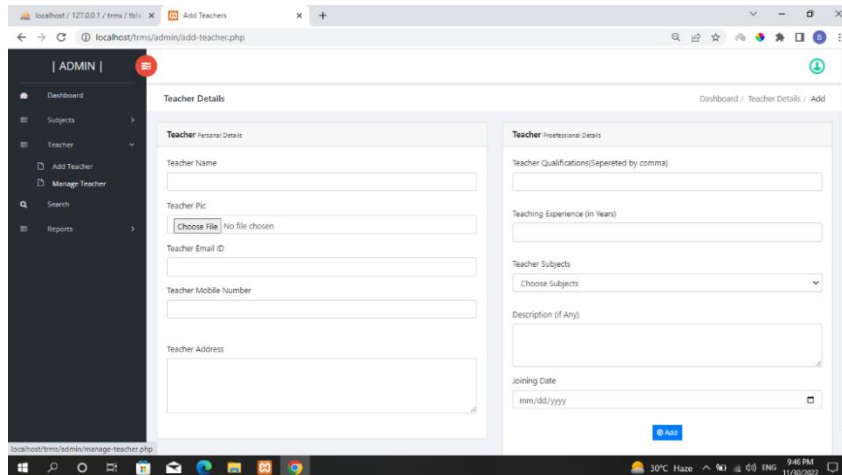 localhost / 127.0.0.1 / trms / tbls
Add Teachers
localhost/trms/admin/add-teacher.php
B
| ADMIN |
Dashboard
Subjects
Teacher
Add Teacher
Manage Teacher
Search
Reports
Teacher Details
Dashboard / Teacher Details / Add
Teacher Personal Details
Teacher Name
Teacher Pic
Choose File No file chosen
Teacher Email ID
Teacher Mobile Number
Teacher Address
Teacher Proefessional Details
Teacher Qualifications(Sepereted by comma)
Teaching Experience (in Years)
Teacher Subjects
Choose Subjects
Description (if Any)
Joining Date
mm/dd/yyyy
Add
localhost/trms/admin/manage-teacher.php
30°C Haze
ENG
9:46 PM
11/30/2022